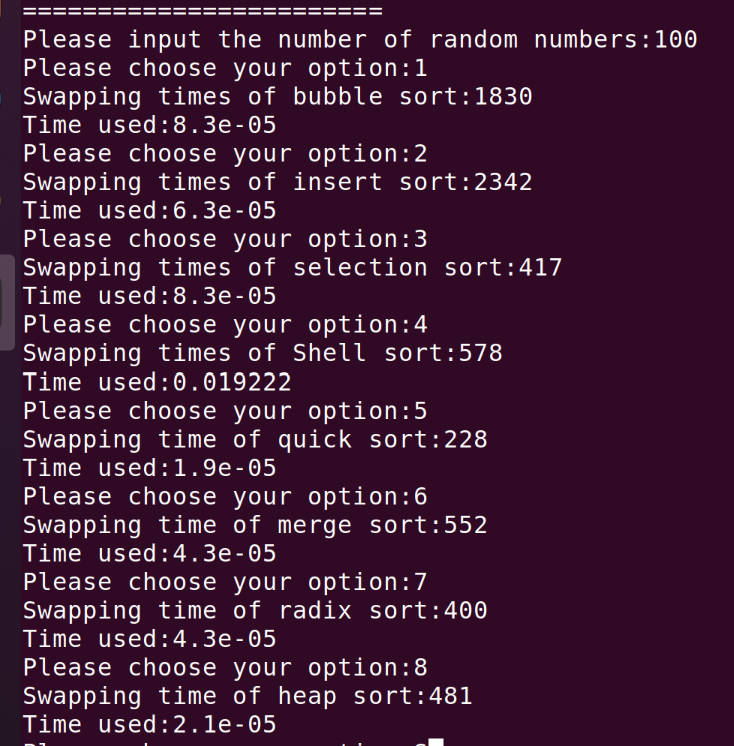 ========================
Please input the number of random numbers:100
Please choose your option:1
Swapping times of bubble sort:1830
Time used:8.3e-05
Please choose your option:2
Swapping times of insert sort:2342
Time used:6.3e-05
Please choose your option:3
Swapping times of selection sort:417
Time used:8.3e-05
Please choose your option:4
Swapping times of Shell sort:578
Time used:0.019222
Please choose your option:5
Swapping time of quick sort:228
Time used:1.9e-05
Please choose your option:6
Swapping time of merge sort:552
Time used:4.3e-05
Please choose your option:7
Swapping time of radix sort:400
Time used:4.3e-05
Please choose your option:8
Swapping time of heap sort:481
Time used:2.1e-05